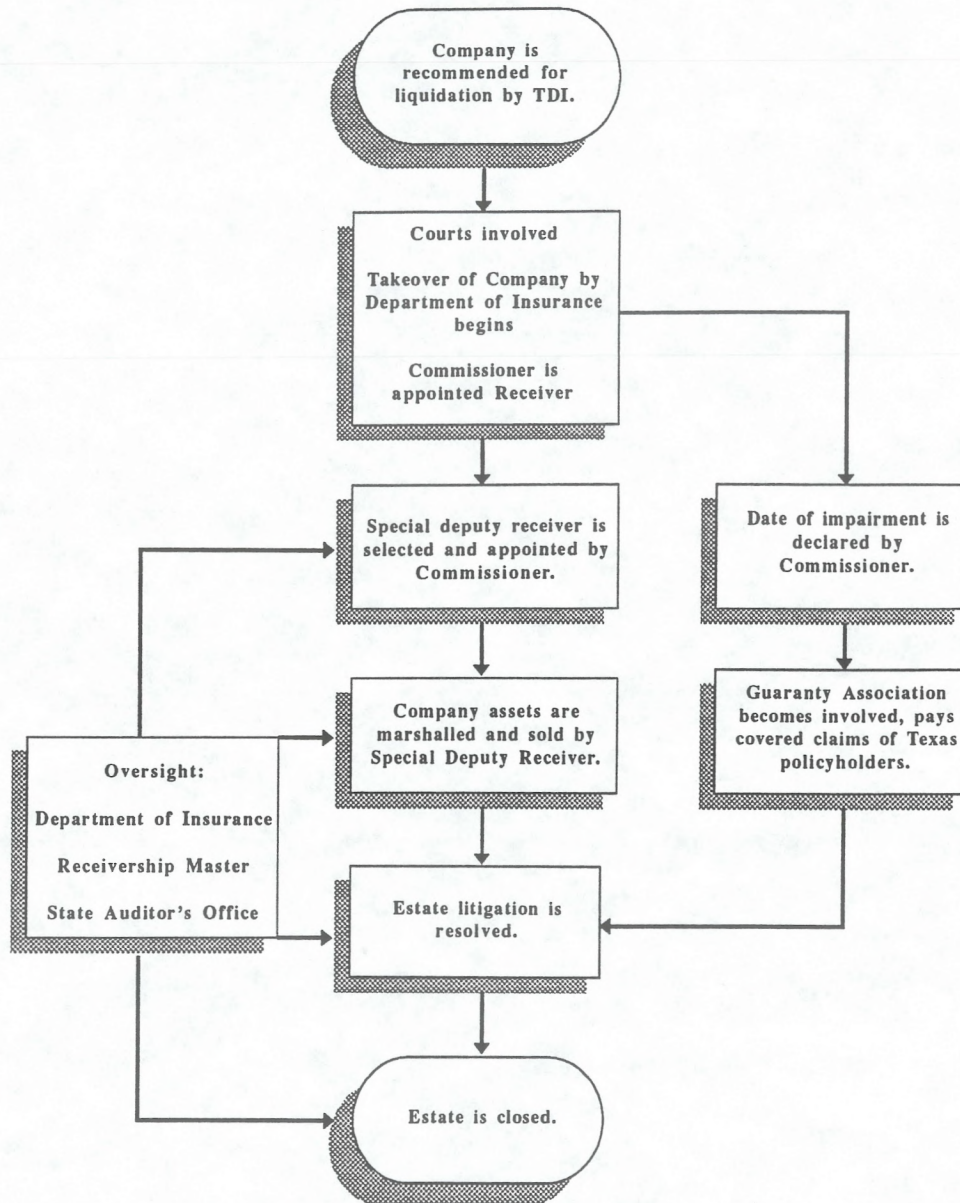 Company is
recommended for
liquidation by TDI.
Courts involved
Takeover of Company by
Department of Insurance
begins
Commissioner is
appointed Receiver
Special deputy receiver is
selected and appointed by
Commissioner.
Date of impairment is
declared by
Commissioner.
Company assets are
marshalled and sold by
Special Deputy Receiver.
Guaranty Association
becomes involved, pays
covered claims of Texas
policyholders.
Oversight:
Department of Insurance
Receivership Master
State Auditor's Office
Estate litigation is
resolved.
Estate is closed.